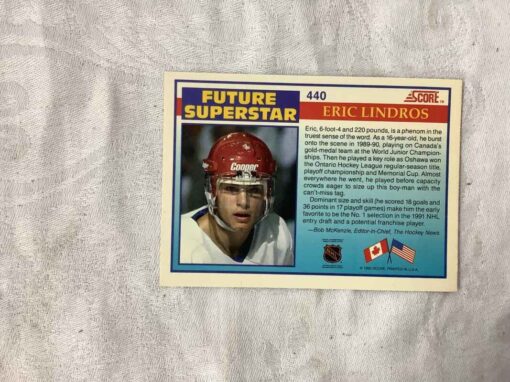 FUTURE
SUPERSTAR
440
SCORE
ERIC LINDROS
Eric, 6-foot-4 and 220 pounds, is a phenom in the
truest sense of the word. As a 16-year-old, he burst
onto the scene in 1989-90, playing on Canada's
gold-medal team at the World Junior Champion-
ships. Then he played a key role as Oshawa won
the Ontario Hockey League regular-season title,
playoff championship and Memorial Cup. Almost
everywhere he went, he played before capacity
crowds eager to size up this boy-man with the
can't-miss tag.
Dominant size and skill (he scored 18 goals and
36 points in 17 playoff games) make him the early
favorite to be the No. 1 selection in the 1991 NHL
entry draft and a potential franchise player.
—Bob McKenzie, Editor-in-Chief, The Hockey News
Cooper
NHL
© 1990 SCORE, PRINTED IN U.S.A.